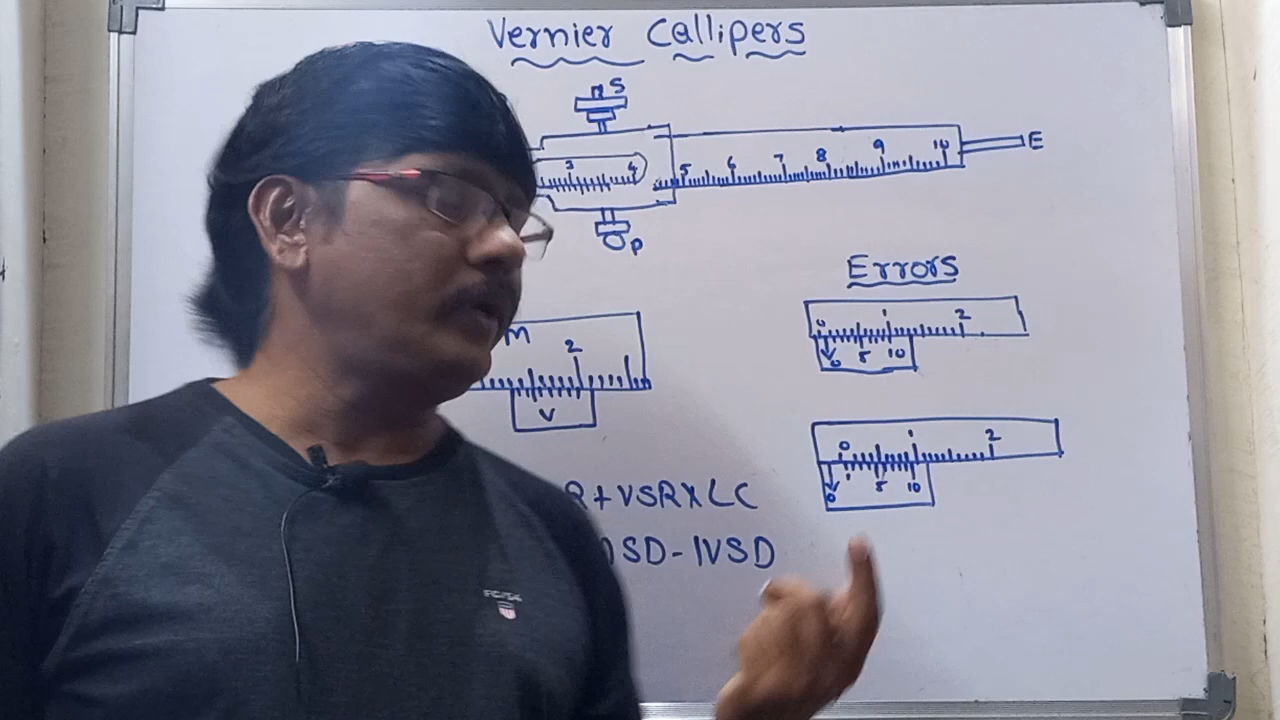 Vernier Callipers
S
3 4 5 6 7 8 9 10
E
P
Errors
0 1 2
0 5 10
m
2
V
0 1 2
0 5 10
R + VSR X LC
SD - 1VSD